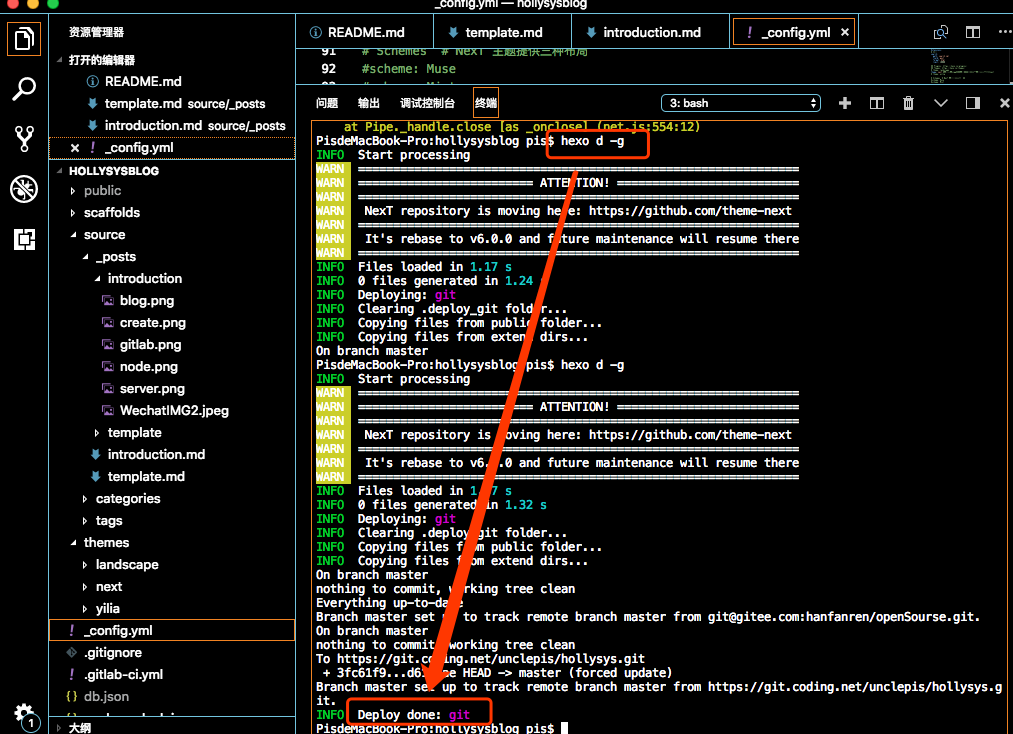 _config.yml — hollysysblog
资源管理器
打开的编辑器
README.md
template.md source/_posts
introduction.md source/_posts
× ! _config.yml
HOLLYSYSBLOG
public
scaffolds
source
_posts
introduction
blog.png
create.png
gitlab.png
node.png
server.png
WechatIMG2.jpeg
template
introduction.md
template.md
categories
tags
themes
landscape
next
yilia
! _config.yml
.gitignore
! .gitlab-ci.yml
{} db.json
大纲
1
README.md
template.md
introduction.md
! _config.yml ×
91 # Schemes # NexT 主题提供三种布局
92 #scheme: Muse
问题 输出 调试控制台 终端
3: bash
at Pipe._handle.close [as _onclose] (net.js:554:12)
PisdeMacBook-Pro:hollysysblog pis$ hexo d -g
INFO Start processing
WARN ===============================================================
WARN ========================= ATTENTION! ==========================
WARN ===============================================================
WARN NexT repository is moving here: https://github.com/theme-next
WARN ===============================================================
WARN It's rebase to v6.0.0 and future maintenance will resume there
WARN ===============================================================
INFO Files loaded in 1.17 s
INFO 0 files generated in 1.24
INFO Deploying: git
INFO Clearing .deploy_git folder...
INFO Copying files from public folder...
INFO Copying files from extend dirs...
On branch master
PisdeMacBook-Pro:hollysysblog pis$ hexo d -g
INFO Start processing
WARN ===============================================================
WARN ========================= ATTENTION! ==========================
WARN ===============================================================
WARN NexT repository is moving here: https://github.com/theme-next
WARN ===============================================================
WARN It's rebase to v6.0.0 and future maintenance will resume there
WARN ===============================================================
INFO Files loaded in s
INFO 0 files generated in 1.32 s
INFO Deploying: git
INFO Clearing .deploy_git folder...
INFO Copying files from public folder...
INFO Copying files from extend dirs...
On branch master
nothing to commit, working tree clean
Everything up-to-date
Branch master set up to track remote branch master from git@gitee.com:hanfanren/openSourse.git.
On branch master
nothing to commit, working tree clean
To https://git.coding.net/unclepis/hollysys.git
+ 3fc61f9... HEAD -> master (forced update)
Branch master set up to track remote branch master from https://git.coding.net/unclepis/hollysys.g
it.
INFO Deploy done: git
PisdeMacBook-Pro:hollysysblog pis$